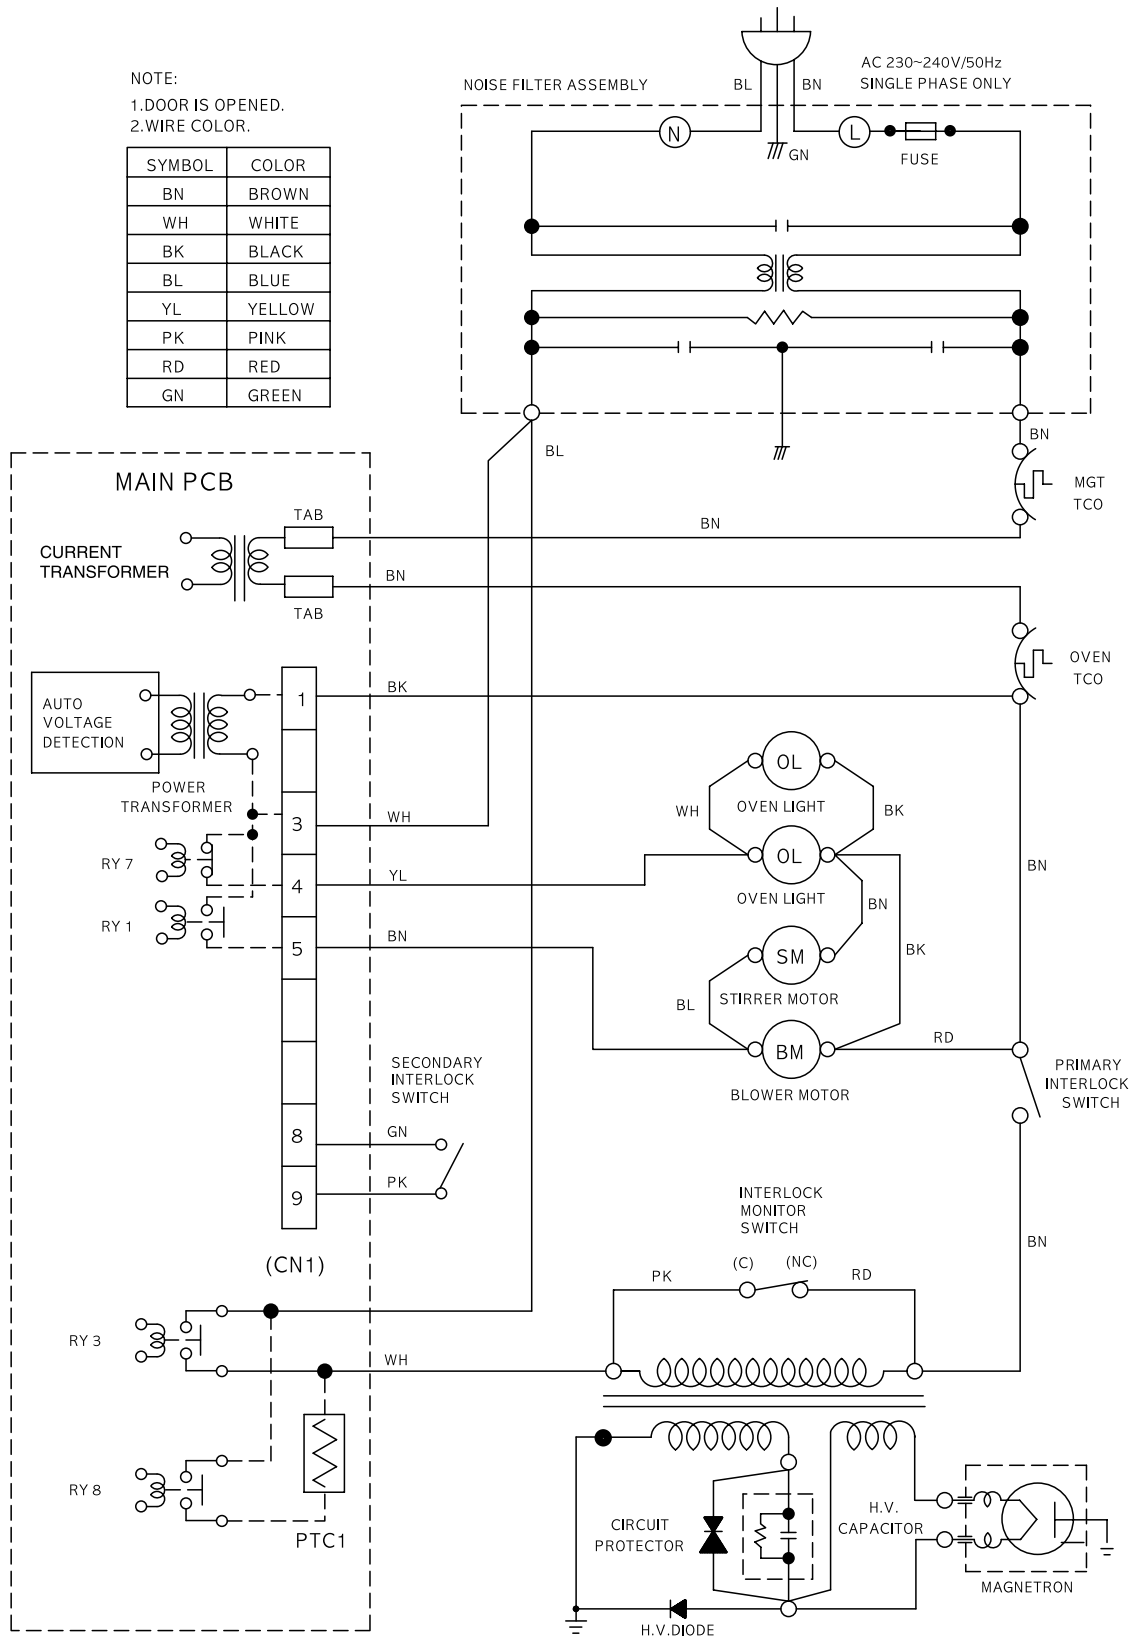 NOTE:
1.DOOR IS OPENED.
2.WIRE COLOR.
SYMBOL COLOR
BN BROWN
WH WHITE
BK BLACK
BL BLUE
YL YELLOW
PK PINK
RD RED
GN GREEN
NOISE FILTER ASSEMBLY
BL
BN
AC 230~240V/50Hz
SINGLE PHASE ONLY
N
GN
L
FUSE
BL
BN
MGT
TCO
MAIN PCB
TAB
BN
CURRENT
TRANSFORMER
BN
TAB
OVEN
TCO
AUTO
VOLTAGE
DETECTION
1
BK
POWER
TRANSFORMER
3
WH
RY 7
4
YL
RY 1
5
BN
OL
OVEN LIGHT
WH
BK
OL
OVEN LIGHT
BN
BN
SM
STIRRER MOTOR
BK
BL
BM
BLOWER MOTOR
RD
PRIMARY
INTERLOCK
SWITCH
SECONDARY
INTERLOCK
SWITCH
8
GN
9
PK
(CN1)
INTERLOCK
MONITOR
SWITCH
BN
PK
(C)
(NC)
RD
RY 3
WH
RY 8
PTC1
CIRCUIT
PROTECTOR
H.V.
CAPACITOR
MAGNETRON
H.V.DIODE